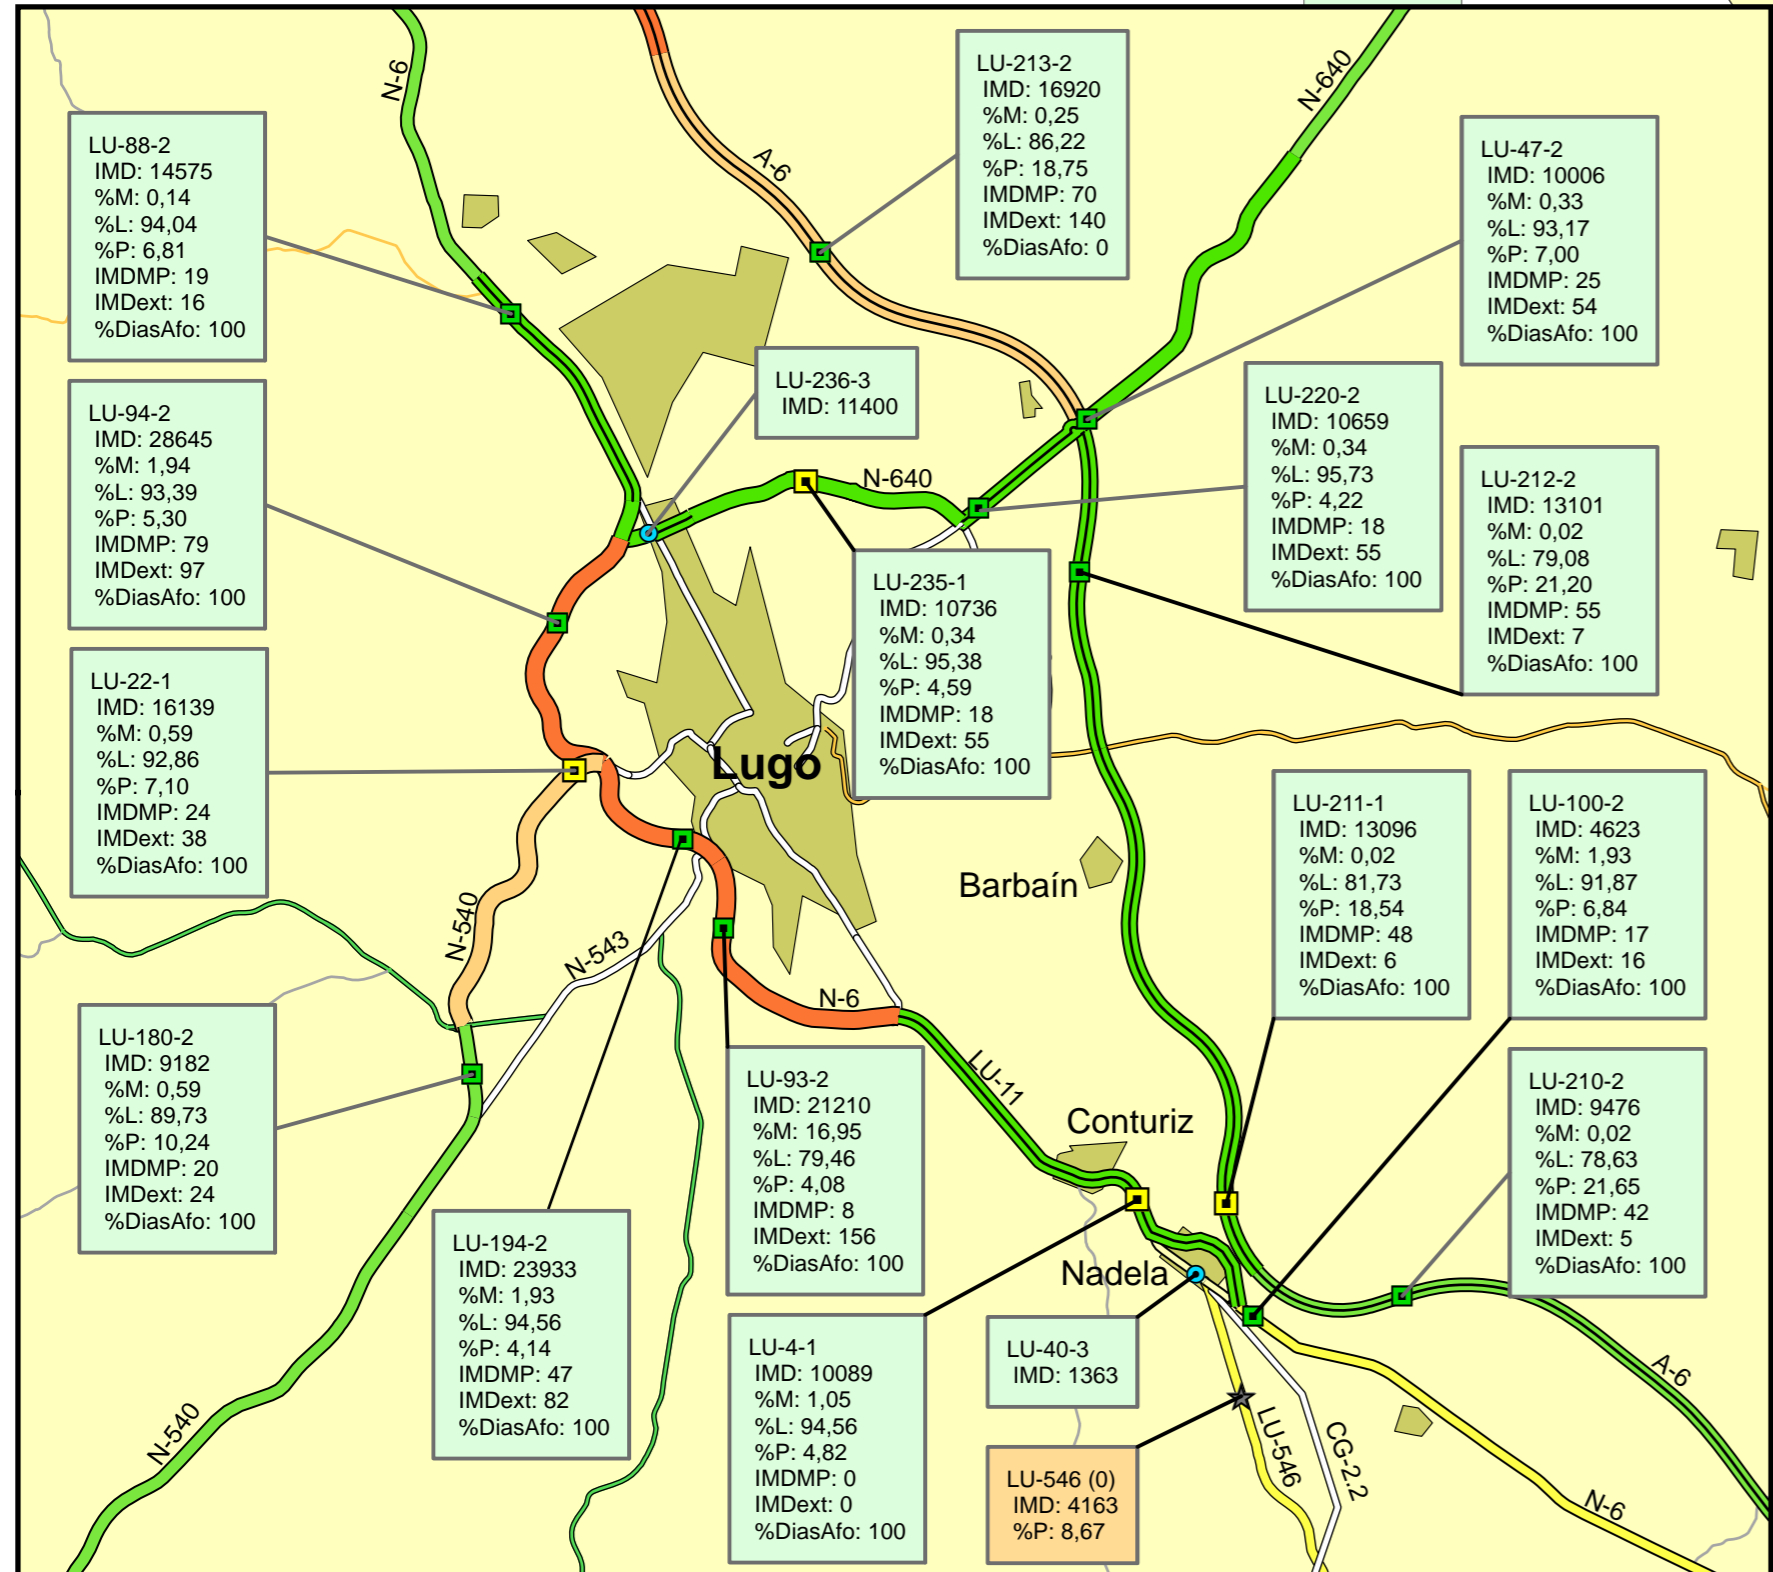 N-6
A-6
N-640
LU-213-2
IMD: 16920
%M: 0,25
%L: 86,22
%P: 18,75
IMDMP: 70
IMDext: 140
%DiasAfo: 0
LU-88-2
IMD: 14575
%M: 0,14
%L: 94,04
%P: 6,81
IMDMP: 19
IMDext: 16
%DiasAfo: 100
LU-47-2
IMD: 10006
%M: 0,33
%L: 93,17
%P: 7,00
IMDMP: 25
IMDext: 54
%DiasAfo: 100
LU-236-3
IMD: 11400
LU-220-2
IMD: 10659
%M: 0,34
%L: 95,73
%P: 4,22
IMDMP: 18
IMDext: 55
%DiasAfo: 100
LU-94-2
IMD: 28645
%M: 1,94
%L: 93,39
%P: 5,30
IMDMP: 79
IMDext: 97
%DiasAfo: 100
N-640
LU-212-2
IMD: 13101
%M: 0,02
%L: 79,08
%P: 21,20
IMDMP: 55
IMDext: 7
%DiasAfo: 100
LU-235-1
IMD: 10736
%M: 0,34
%L: 95,38
%P: 4,59
IMDMP: 18
IMDext: 55
%DiasAfo: 100
LU-22-1
IMD: 16139
%M: 0,59
%L: 92,86
%P: 7,10
IMDMP: 24
IMDext: 38
%DiasAfo: 100
Lugo
LU-211-1
IMD: 13096
%M: 0,02
%L: 81,73
%P: 18,54
IMDMP: 48
IMDext: 6
%DiasAfo: 100
LU-100-2
IMD: 4623
%M: 1,93
%L: 91,87
%P: 6,84
IMDMP: 17
IMDext: 16
%DiasAfo: 100
Barbaín
N-540
N-543
N-6
LU-180-2
IMD: 9182
%M: 0,59
%L: 89,73
%P: 10,24
IMDMP: 20
IMDext: 24
%DiasAfo: 100
LU-93-2
IMD: 21210
%M: 16,95
%L: 79,46
%P: 4,08
IMDMP: 8
IMDext: 156
%DiasAfo: 100
LU-11
Conturiz
LU-210-2
IMD: 9476
%M: 0,02
%L: 78,63
%P: 21,65
IMDMP: 42
IMDext: 5
%DiasAfo: 100
Nadela
LU-194-2
IMD: 23933
%M: 1,93
%L: 94,56
%P: 4,14
IMDMP: 47
IMDext: 82
%DiasAfo: 100
LU-4-1
IMD: 10089
%M: 1,05
%L: 94,56
%P: 4,82
IMDMP: 0
IMDext: 0
%DiasAfo: 100
LU-40-3
IMD: 1363
A-6
N-540
LU-546
CG-2.2
LU-546 (0)
IMD: 4163
%P: 8,67
N-6